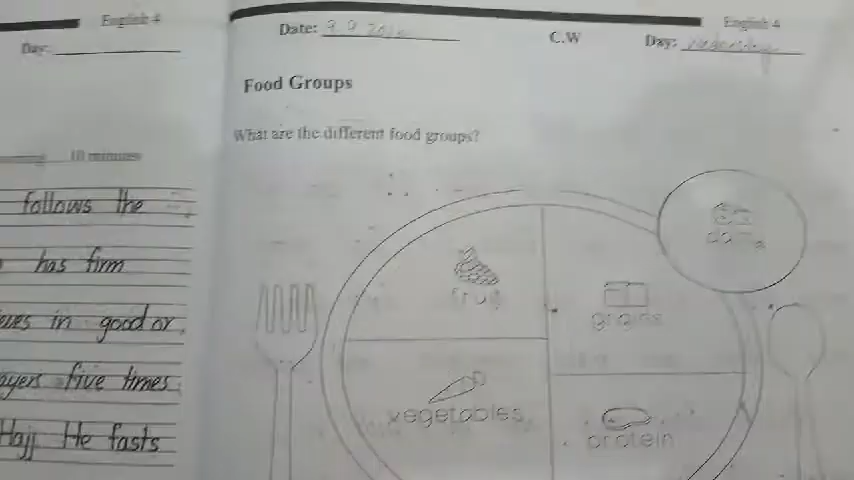 English 4
Day:
10 minutes
follows the
has firm
in good or
five times
Hajj He fasts
English 4
Date:
C.W
Day:
Food Groups
What are the different food groups?
dairy
fruit
grains
vegetables
protein